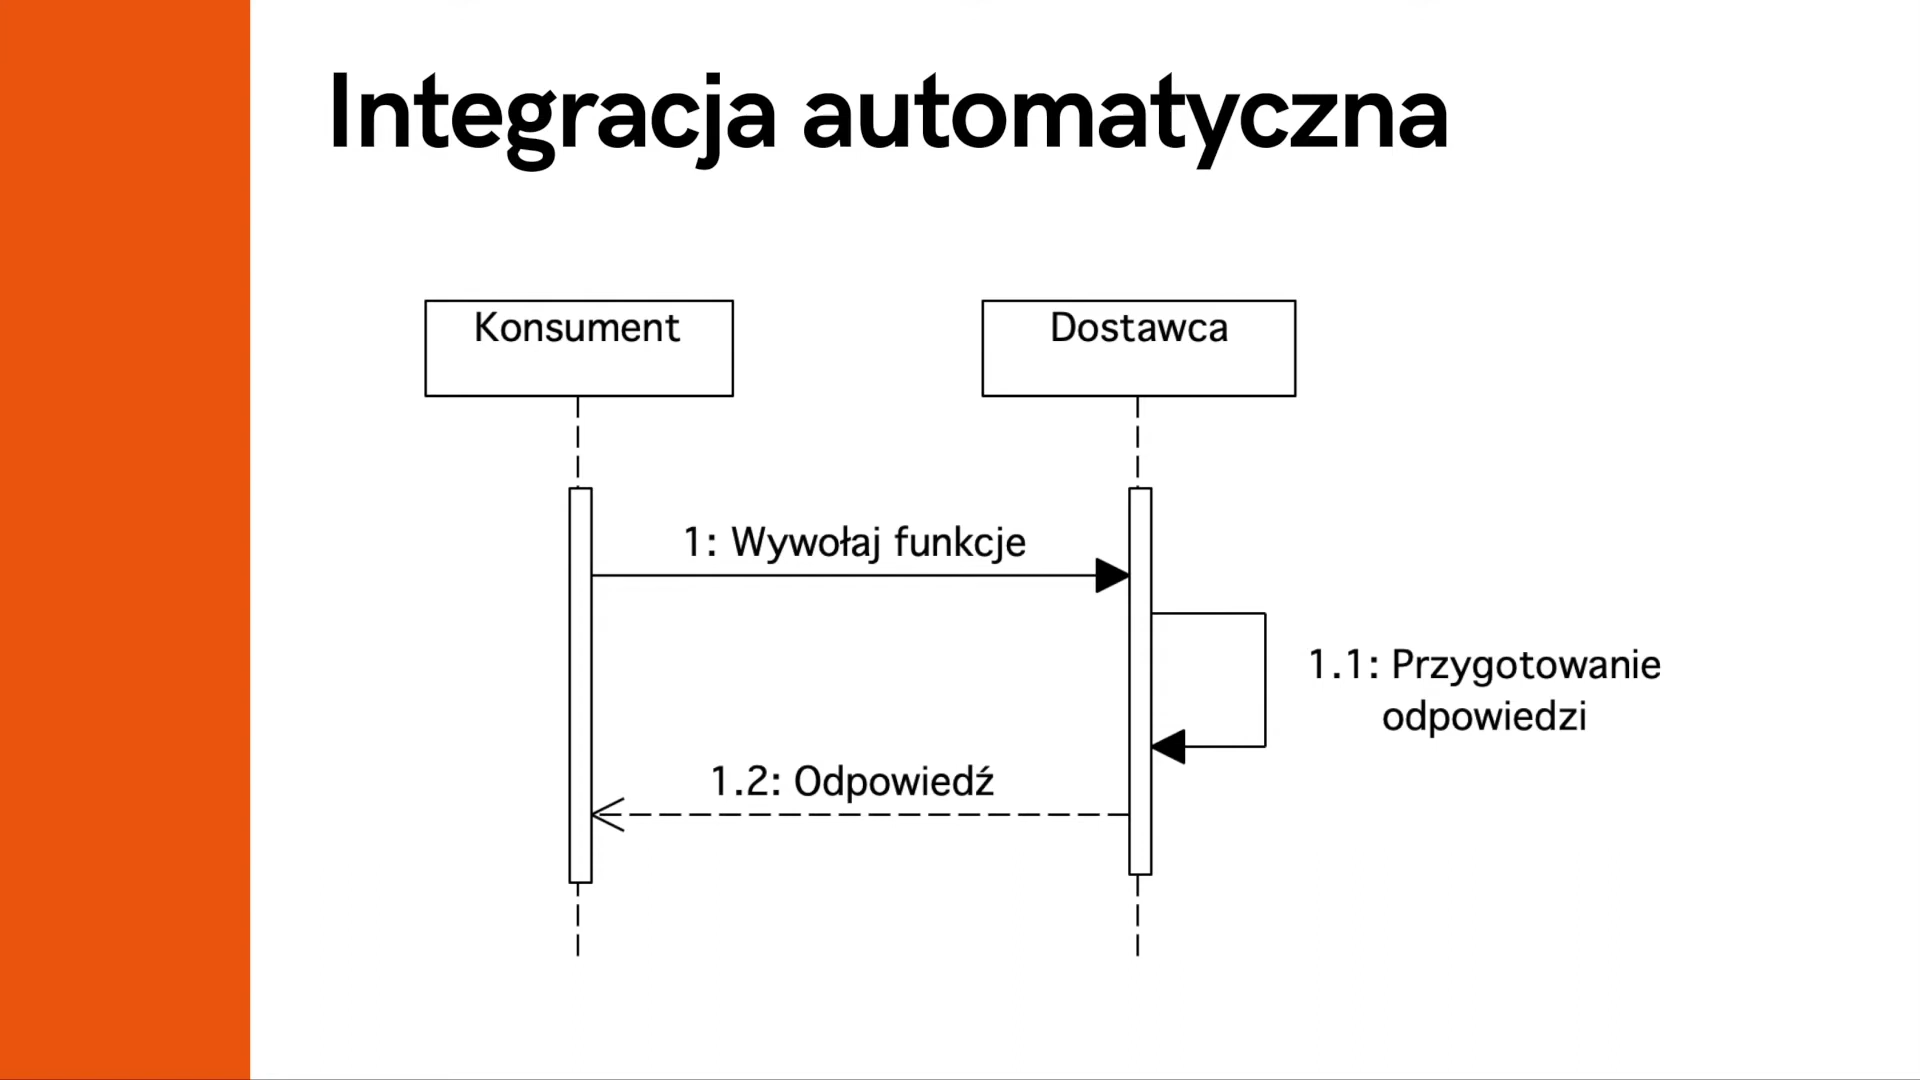 Integracja automatyczna
Konsument
Dostawca
1: Wywołaj funkcje
1.1: Przygotowanie
odpowiedzi
1.2: Odpowiedź